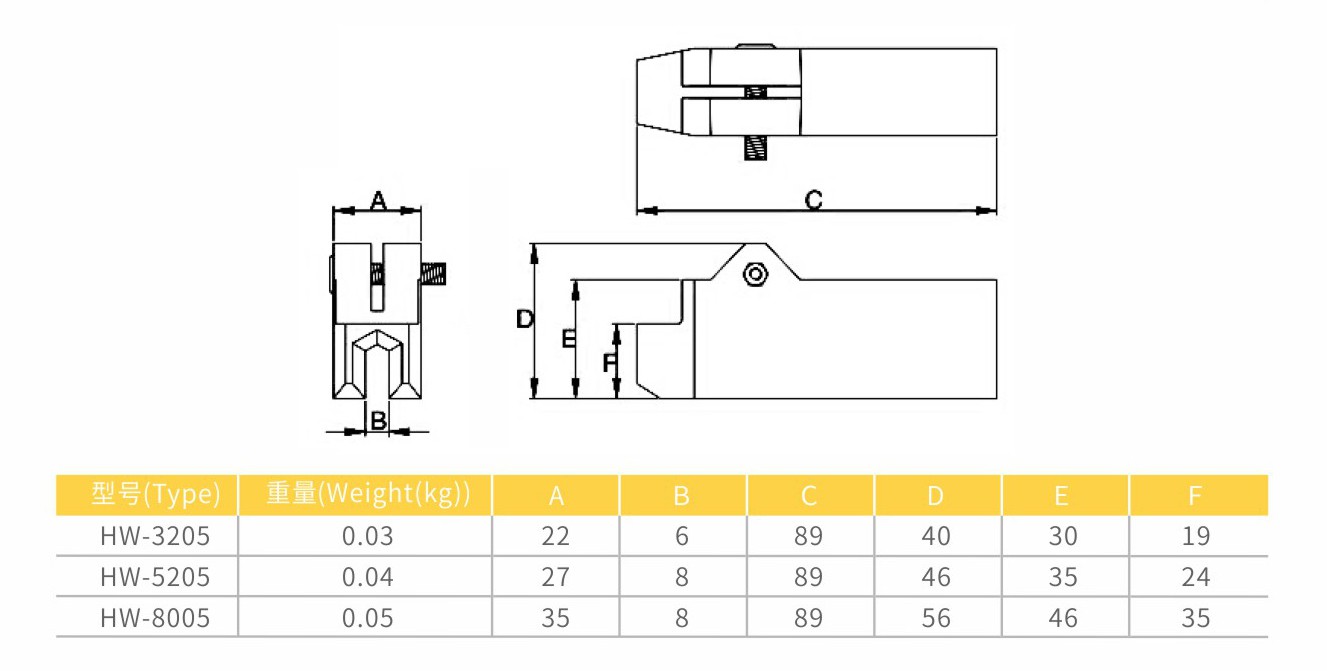 A
C
D
E
F
B
型号(Type) 重量(Weight(kg)) A B C D E F
HW-3205 0.03 22 6 89 40 30 19
HW-5205 0.04 27 8 89 46 35 24
HW-8005 0.05 35 8 89 56 46 35